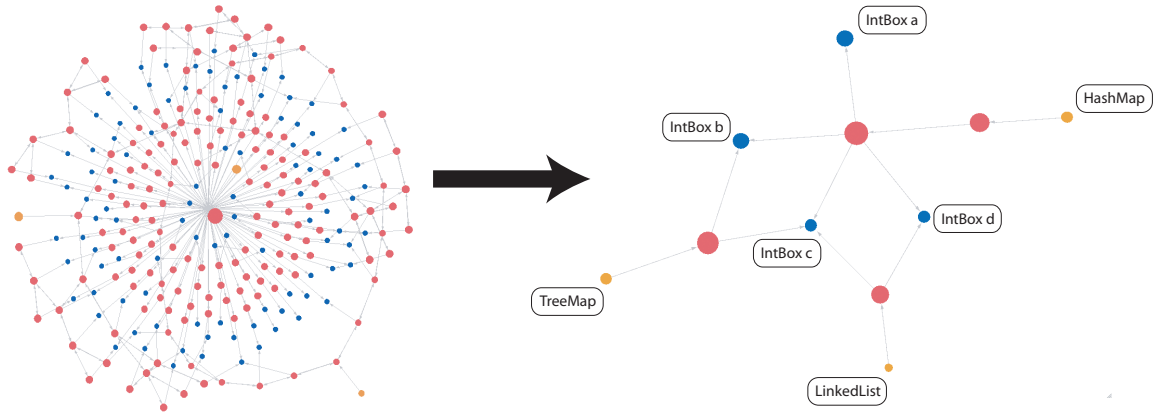 IntBox a
HashMap
IntBox b
IntBox d
IntBox c
TreeMap
LinkedList